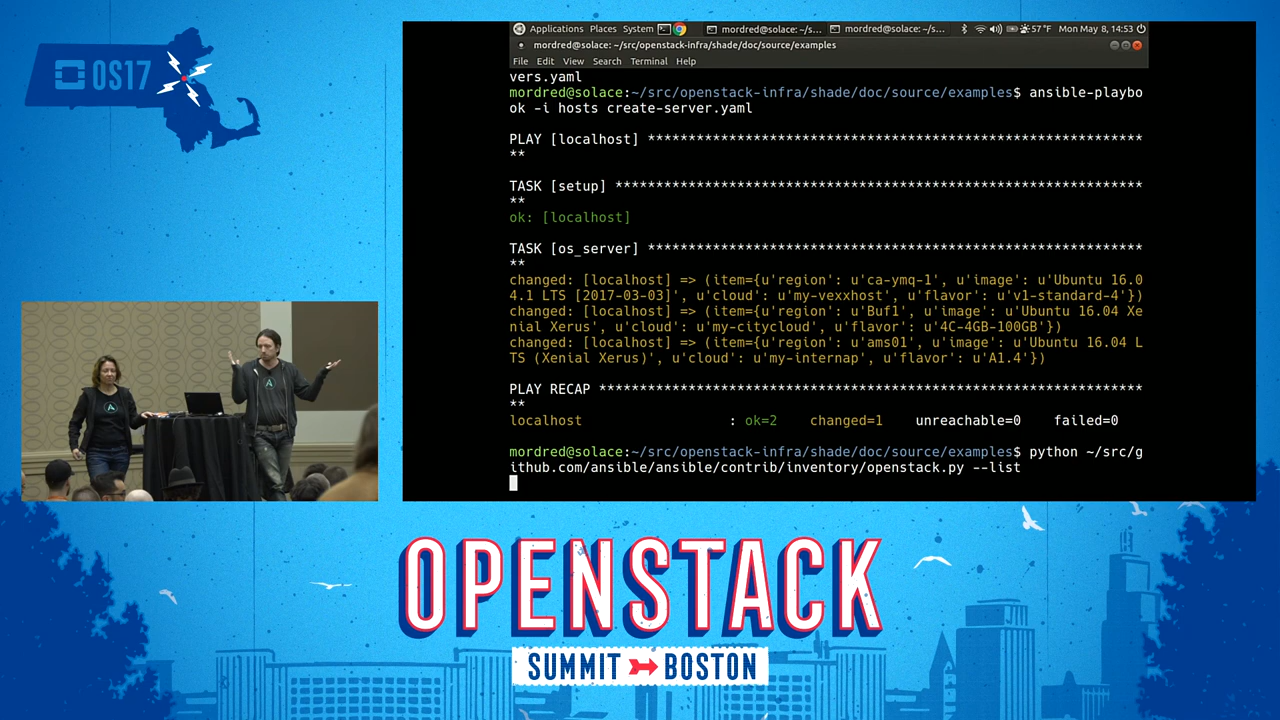 OS17
Applications Places System mordred@solace: ~/s... mordred@solace: ~/s... 57 °F Mon May 8, 14:53
mordred@solace: ~/src/openstack-infra/shade/doc/source/examples
File Edit View Search Terminal Help
vers.yaml
mordred@solace:~/src/openstack-infra/shade/doc/source/examples$ ansible-playbo
ok -i hosts create-server.yaml
PLAY [localhost] *************************************************************
**
TASK [setup] *****************************************************************
**
ok: [localhost]
TASK [os_server] *************************************************************
**
changed: [localhost] => (item={u'region': u'ca-ymq-1', u'image': u'Ubuntu 16.0
4.1 LTS [2017-03-03]', u'cloud': u'my-vexxhost', u'flavor': u'v1-standard-4'})
changed: [localhost] => (item={u'region': u'Buf1', u'image': u'Ubuntu 16.04 Xe
nial Xerus', u'cloud': u'my-citycloud', u'flavor': u'4C-4GB-100GB'})
changed: [localhost] => (item={u'region': u'ams01', u'image': u'Ubuntu 16.04 L
TS (Xenial Xerus)', u'cloud': u'my-internap', u'flavor': u'A1.4'})
PLAY RECAP *******************************************************************
**
localhost : ok=2 changed=1 unreachable=0 failed=0
mordred@solace:~/src/openstack-infra/shade/doc/source/examples$ python ~/src/g
ithub.com/ansible/ansible/contrib/inventory/openstack.py --list
OPENSTACK
SUMMIT BOSTON